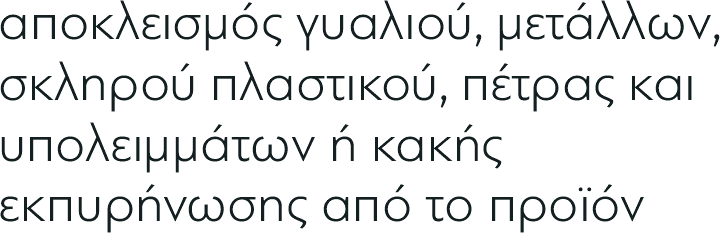 αποκλεισμός γυαλιού, μετάλλων,
σκληρού πλαστικού, πέτρας και
υπολειμμάτων ή κακής
εκπυρήνωσης από το προϊόν